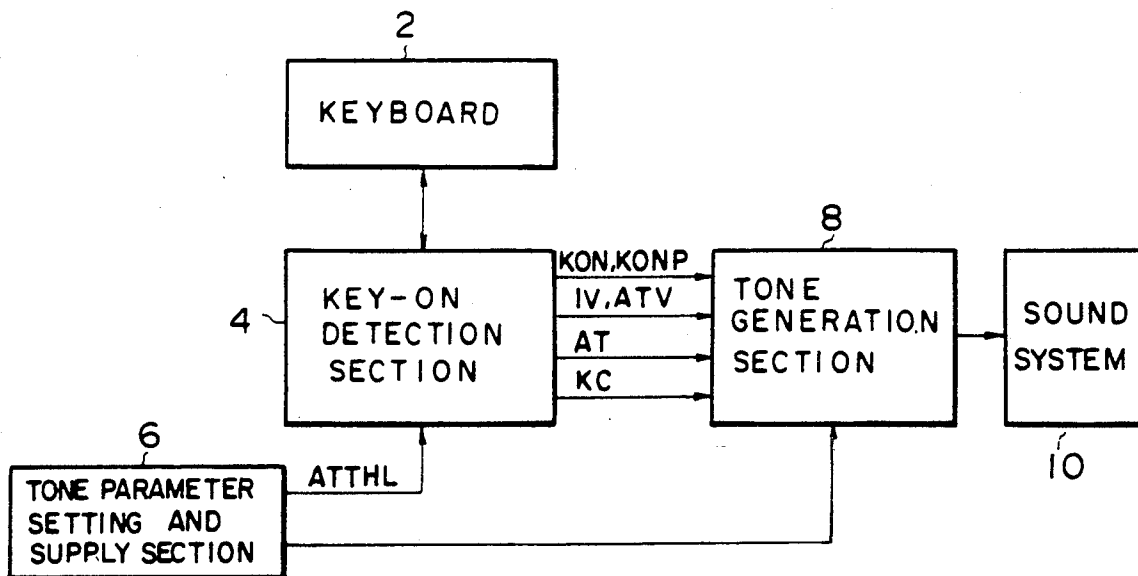 2
KEYBOARD
4
KEY-ON
DETECTION
SECTION
KON,KONP
IV,ATV
AT
KC
8
TONE
GENERATION
SECTION
SOUND
SYSTEM
10
6
TONE PARAMETER
SETTING AND
SUPPLY SECTION
ATTHL